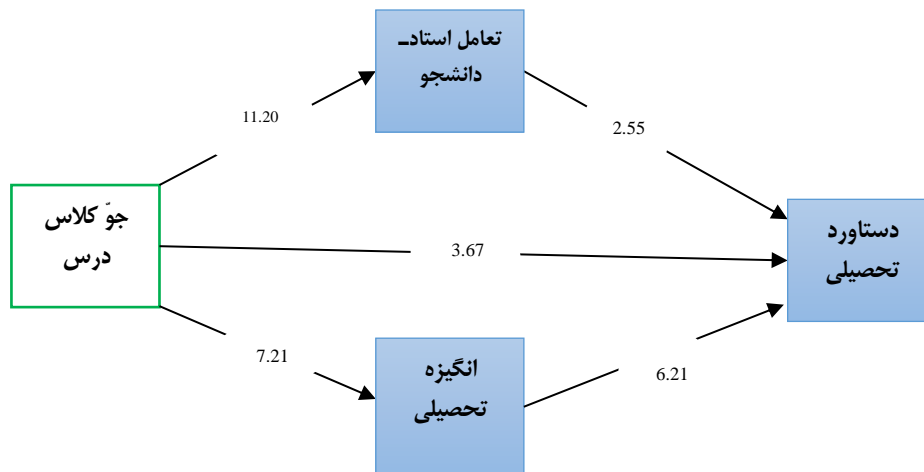 تعامل استاد–
دانشجو
11.20
2.55
جوّ کلاس
درس
3.67
دستاورد
تحصیلی
7.21
انگیزه
تحصیلی
6.21